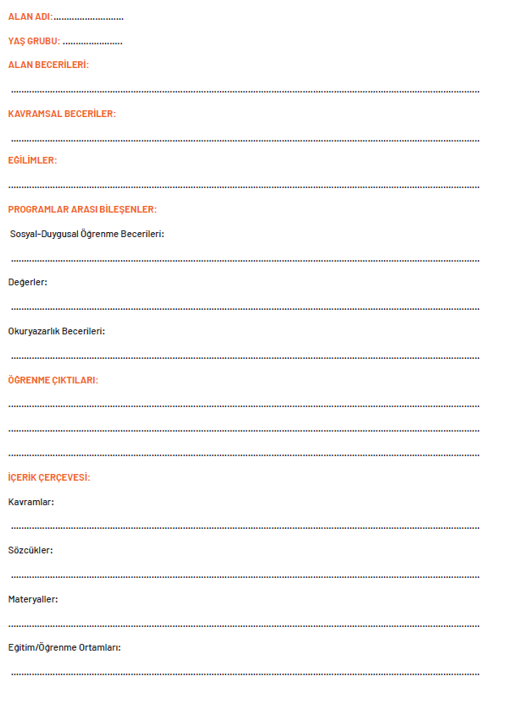 ALAN ADI:...........................
YAŞ GRUBU: .......................
ALAN BECERİLERİ:
....................................................................................................................................................................................
KAVRAMSAL BECERİLER:
....................................................................................................................................................................................
EĞİLİMLER:
....................................................................................................................................................................................
PROGRAMLAR ARASI BİLEŞENLER:
Sosyal-Duygusal Öğrenme Becerileri:
....................................................................................................................................................................................
Değerler:
....................................................................................................................................................................................
Okuryazarlık Becerileri:
....................................................................................................................................................................................
ÖĞRENME ÇIKTILARI:
....................................................................................................................................................................................
....................................................................................................................................................................................
....................................................................................................................................................................................
İÇERİK ÇERÇEVESİ:
Kavramlar:
....................................................................................................................................................................................
Sözcükler:
....................................................................................................................................................................................
Materyaller:
....................................................................................................................................................................................
Eğitim/Öğrenme Ortamları:
....................................................................................................................................................................................